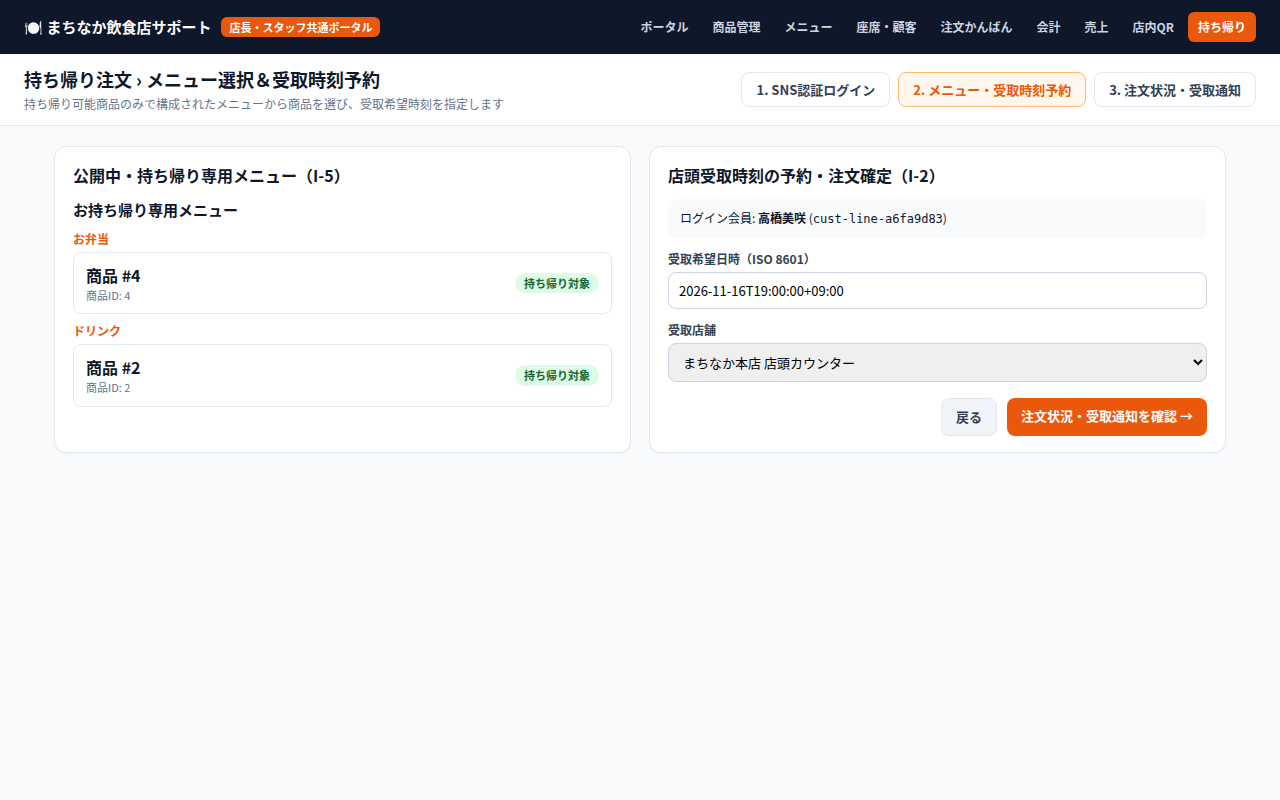 🍽️ まちなか飲食店サポート 店長・スタッフ共通ポータル ポータル 商品管理 メニュー 座席・顧客 注文かんばん 会計 売上 店内QR 持ち帰り
持ち帰り注文 › メニュー選択＆受取時刻予約
持ち帰り可能商品のみで構成されたメニューから商品を選び、受取希望時刻を指定します
1. SNS認証ログイン 2. メニュー・受取時刻予約 3. 注文状況・受取通知
公開中・持ち帰り専用メニュー（I-5）
お持ち帰り専用メニュー
お弁当
商品 #4
商品ID: 4
持ち帰り対象
ドリンク
商品 #2
商品ID: 2
持ち帰り対象
店頭受取時刻の予約・注文確定（I-2）
ログイン会員: 高橋美咲 (cust-line-a6fa9d83)
受取希望日時（ISO 8601）
2026-11-16T19:00:00+09:00
受取店舗
まちなか本店 店頭カウンター
戻る 注文状況・受取通知を確認 →